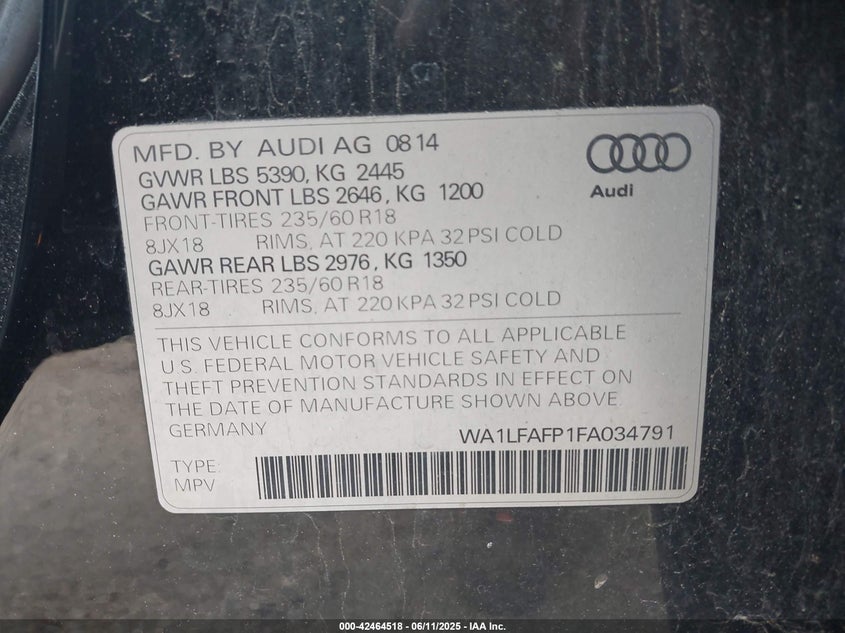 MFD. BY AUDI AG 0814
GVWR LBS 5390, KG 2445
GAWR FRONT LBS 2646, KG 1200
FRONT-TIRES 235/60 R18
8JX18 RIMS, AT 220 KPA 32 PSI COLD
GAWR REAR LBS 2976, KG 1350
REAR-TIRES 235/60 R18
8JX18 RIMS, AT 220 KPA 32 PSI COLD
Audi
THIS VEHICLE CONFORMS TO ALL APPLICABLE
U.S. FEDERAL MOTOR VEHICLE SAFETY AND
THEFT PREVENTION STANDARDS IN EFFECT ON
THE DATE OF MANUFACTURE SHOWN ABOVE.
GERMANY
WA1LFAFP1FA034791
TYPE:
MPV
000-42464518 - 06/11/2025 - IAA Inc.